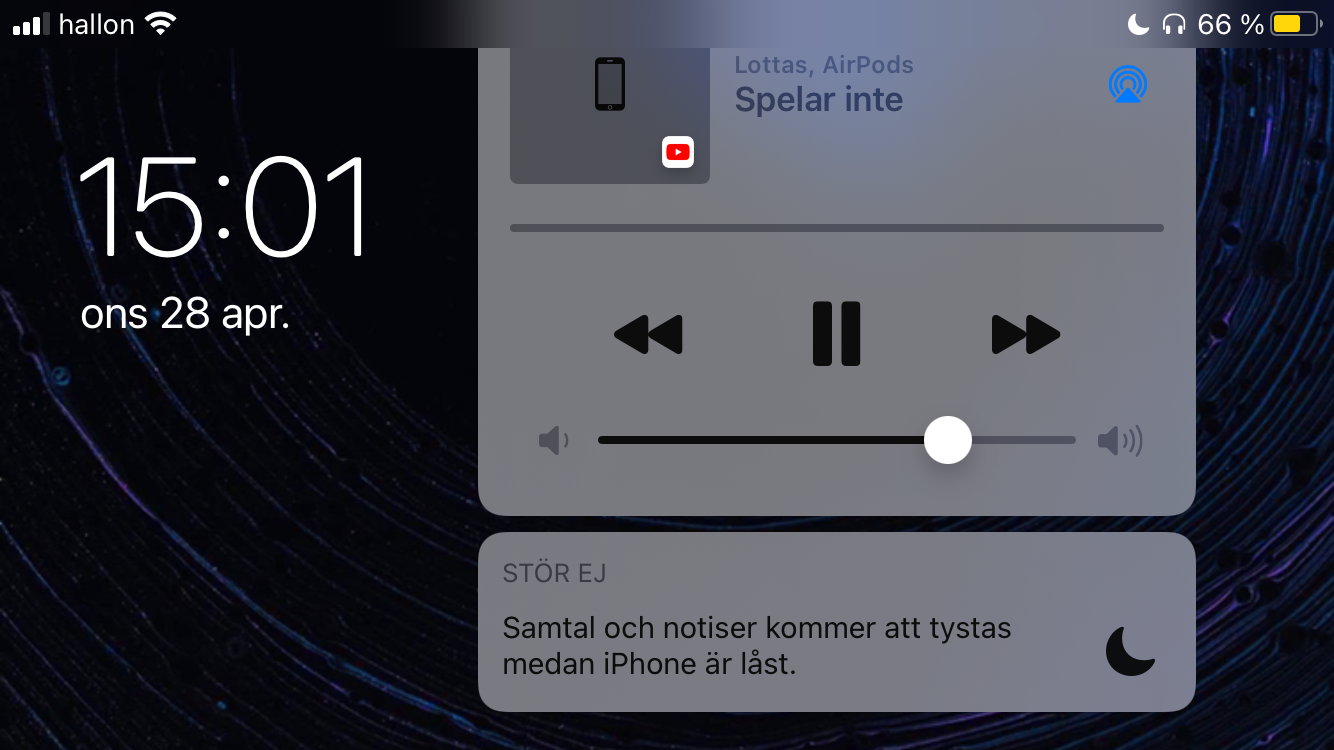 hallon
66 %
Lottas, AirPods
Spelar inte
15:01
ons 28 apr.
STÖR EJ
Samtal och notiser kommer att tystas
medan iPhone är låst.